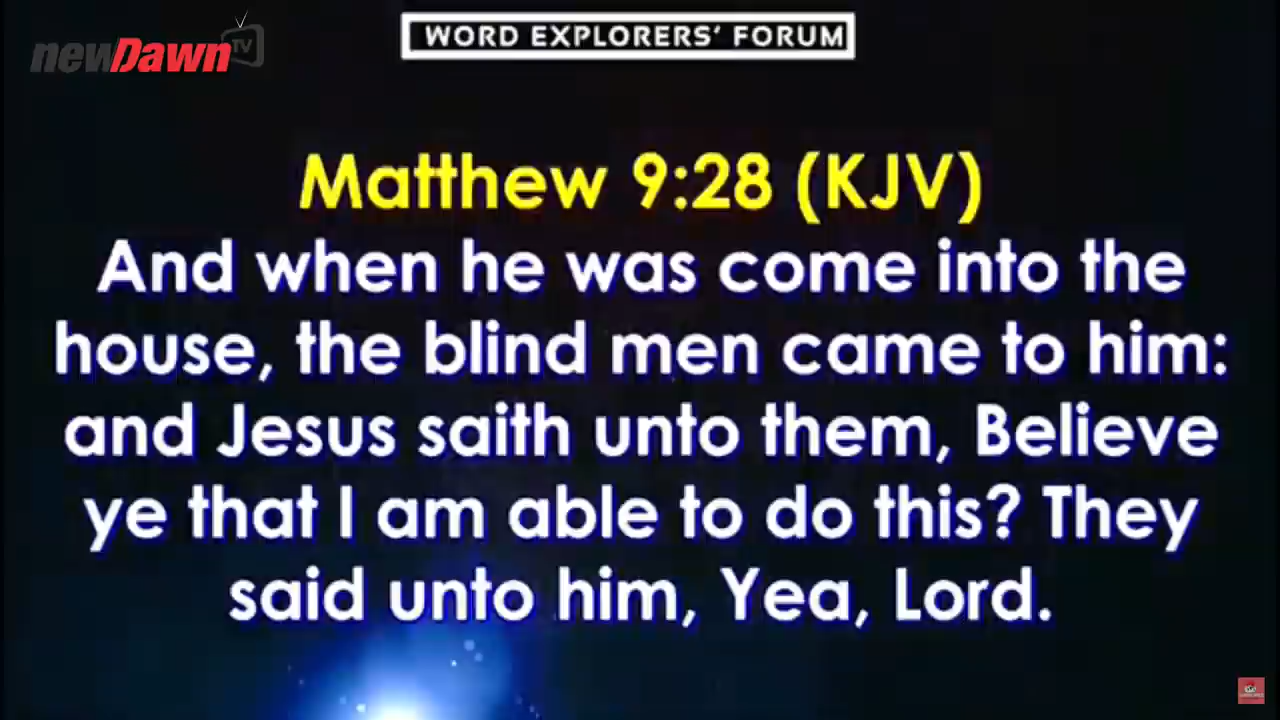 newDawn TV
WORD EXPLORERS' FORUM
Matthew 9:28 (KJV)
And when he was come into the
house, the blind men came to him:
and Jesus saith unto them, Believe
ye that I am able to do this? They
said unto him, Yea, Lord.